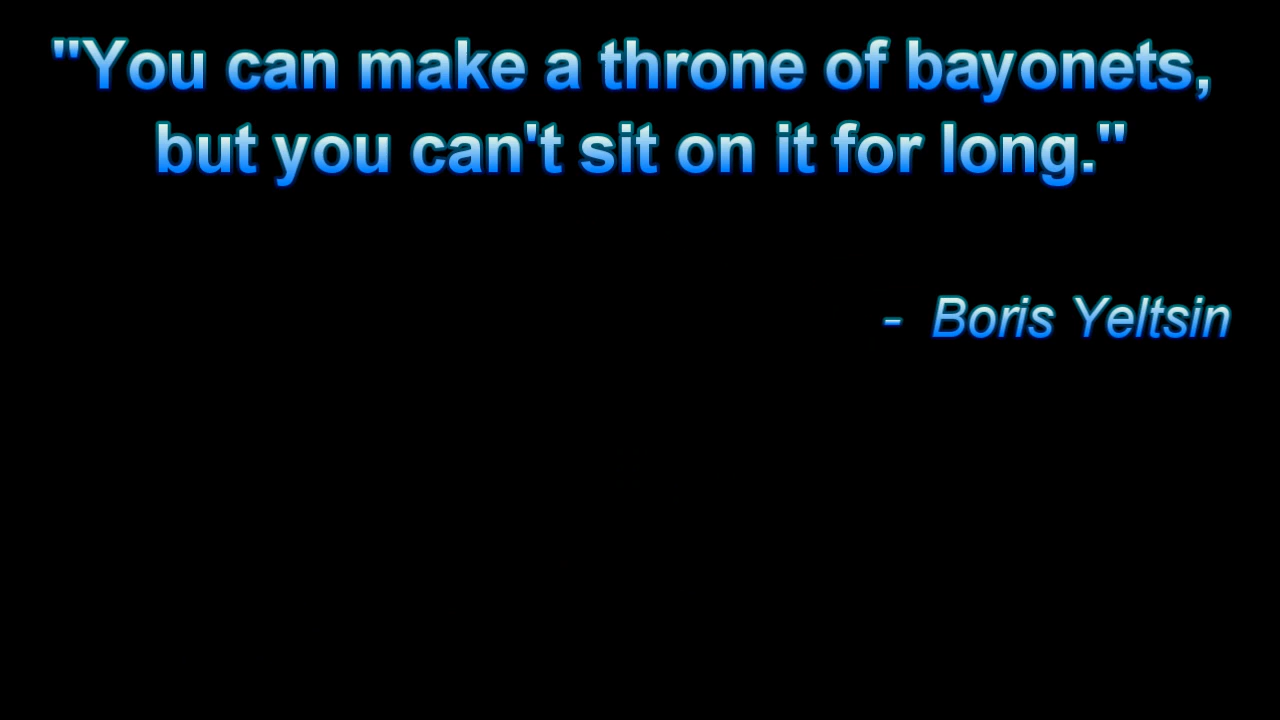 "You can make a throne of bayonets,
but you can't sit on it for long."
- Boris Yeltsin